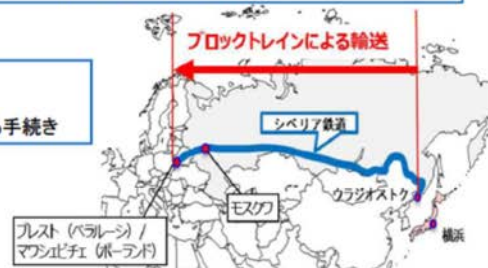 ブロックトレインによる輸送
手続き
シベリア鉄道
モスクワ
ウラジオストク
横浜
ブレスト（ベラルーシ）/
マワシェビチェ（ポーランド）